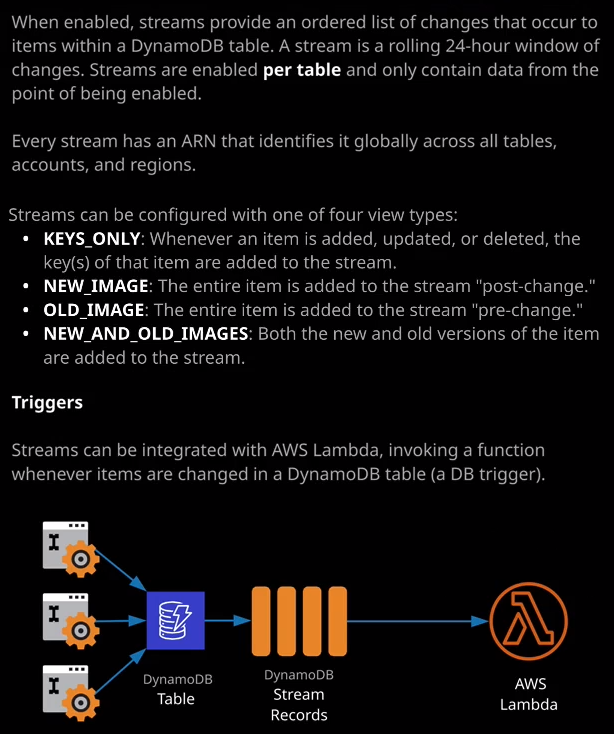 When enabled, streams provide an ordered list of changes that occur to
items within a DynamoDB table. A stream is a rolling 24-hour window of
changes. Streams are enabled per table and only contain data from the
point of being enabled.
Every stream has an ARN that identifies it globally across all tables,
accounts, and regions.
Streams can be configured with one of four view types:
• KEYS_ONLY: Whenever an item is added, updated, or deleted, the
key(s) of that item are added to the stream.
• NEW_IMAGE: The entire item is added to the stream "post-change."
• OLD_IMAGE: The entire item is added to the stream "pre-change."
• NEW_AND_OLD_IMAGES: Both the new and old versions of the item
are added to the stream.
Triggers
Streams can be integrated with AWS Lambda, invoking a function
whenever items are changed in a DynamoDB table (a DB trigger).
DynamoDB
Table
DynamoDB
Stream
Records
AWS
Lambda